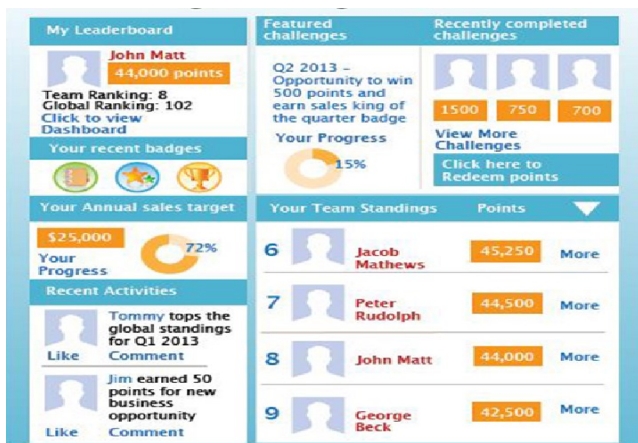 My Leaderboard
John Matt
44,000 points
Team Ranking: 8
Global Ranking: 102
Click to view
Dashboard
Your recent badges
Your Annual sales target
$25,000
72%
Your
Progress
Recent Activities
Tommy tops the
global standings
for Q1 2013
Like Comment
Jim earned 50
points for new
business
opportunity
Like Comment
Featured
challenges
Q2 2013 –
Opportunity to win
500 points and
earn sales king of
the quarter badge
Your Progress
15%
Recently completed
challenges
1500 750 700
View More
Challenges
Click here to
Redeem points
Your Team Standings Points
6 Jacob
Mathews 45,250 More
7 Peter
Rudolph 44,500 More
8 John Matt 44,000 More
9 George
Beck 42,500 More